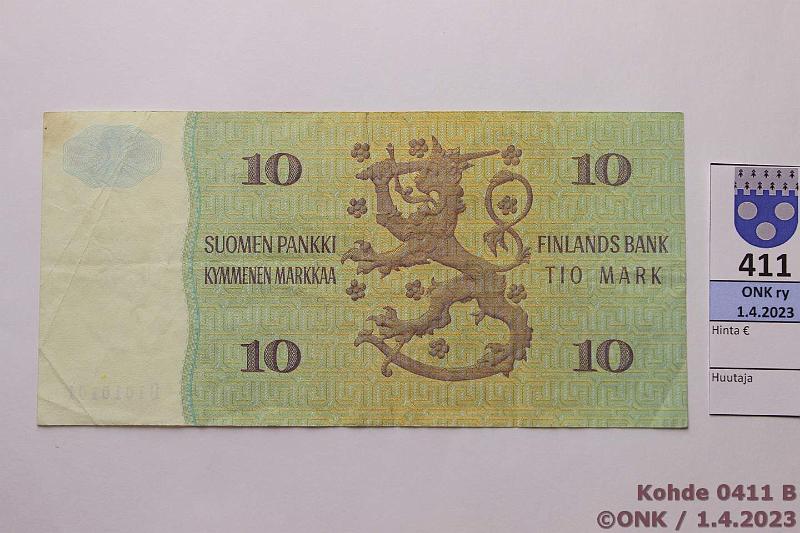 10
10
SUOMEN PANKKI
KYMMENEN MARKKAA
FINLANDS BANK
TIO MARK
10
10
411
ONK ry
1.4.2023
Hinta €
Huutaja
Kohde 0411 B
©ONK / 1.4.2023